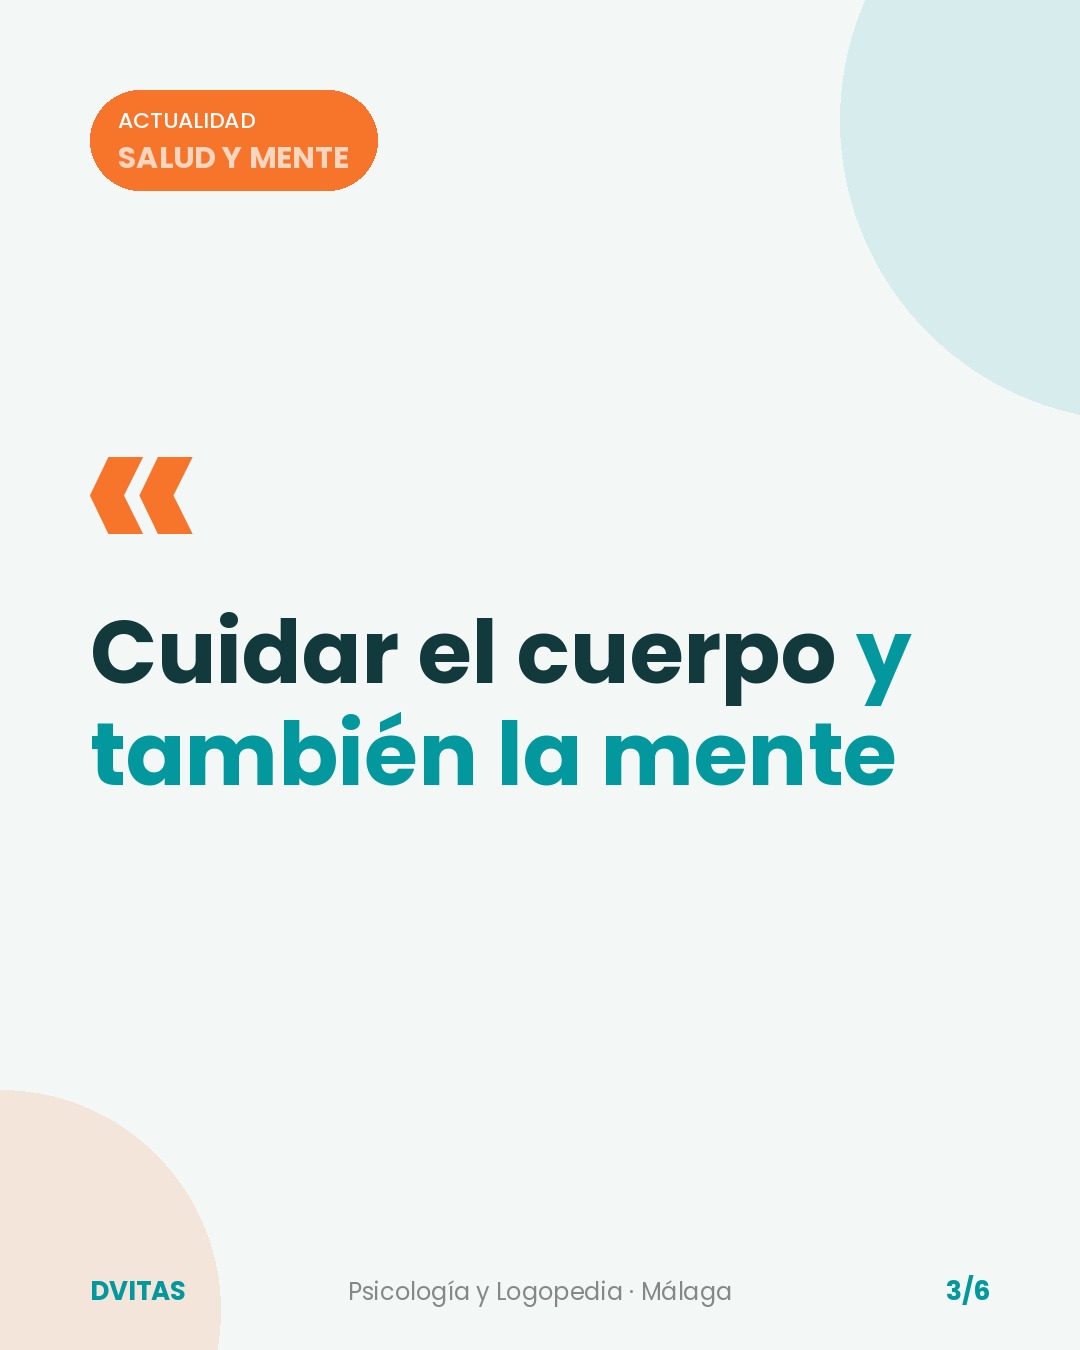 ACTUALIDAD
SALUD Y MENTE
«
Cuidar el cuerpo y
también la mente
DVITAS
Psicología y Logopedia · Málaga
3/6